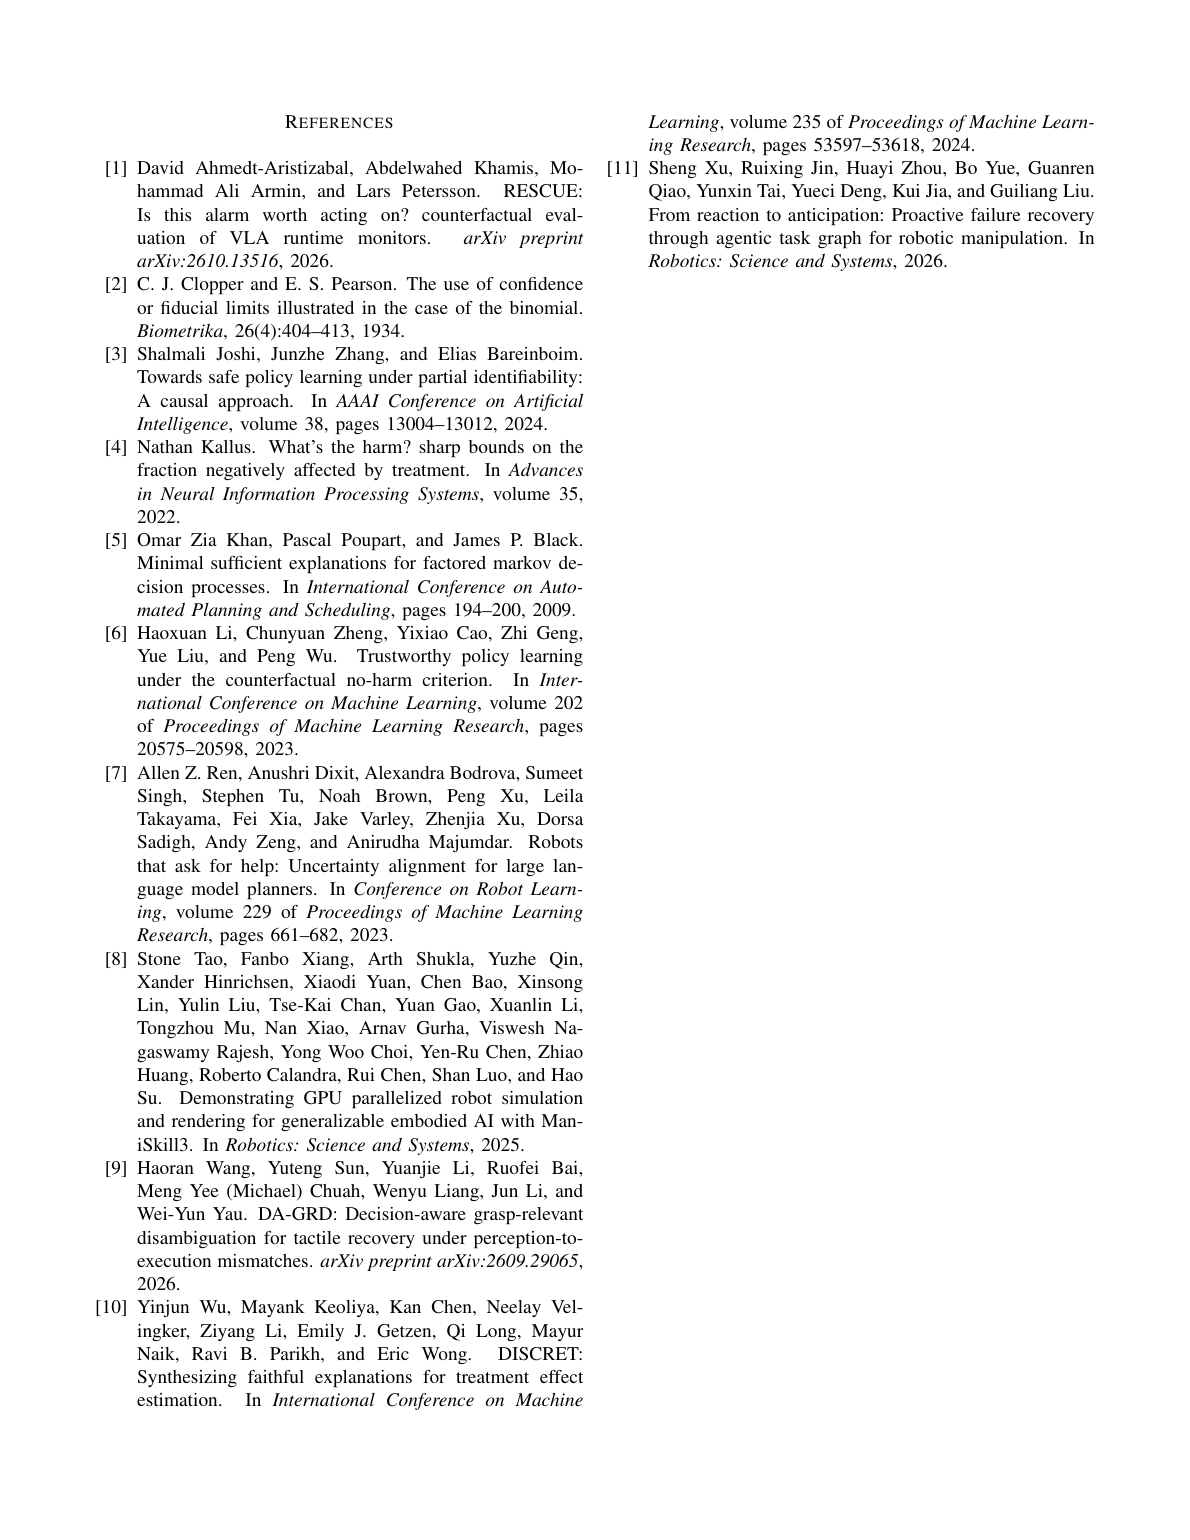 REFERENCES
[1] David Ahmedt-Aristizabal, Abdelwahed Khamis, Mo-
hammad Ali Armin, and Lars Petersson. RESCUE:
Is this alarm worth acting on? counterfactual eval-
uation of VLA runtime monitors. arXiv preprint
arXiv:2610.13516, 2026.
[2] C. J. Clopper and E. S. Pearson. The use of confidence
or fiducial limits illustrated in the case of the binomial.
Biometrika, 26(4):404–413, 1934.
[3] Shalmali Joshi, Junzhe Zhang, and Elias Bareinboim.
Towards safe policy learning under partial identifiability:
A causal approach. In AAAI Conference on Artificial
Intelligence, volume 38, pages 13004–13012, 2024.
[4] Nathan Kallus. What's the harm? sharp bounds on the
fraction negatively affected by treatment. In Advances
in Neural Information Processing Systems, volume 35,
2022.
[5] Omar Zia Khan, Pascal Poupart, and James P. Black.
Minimal sufficient explanations for factored markov de-
cision processes. In International Conference on Auto-
mated Planning and Scheduling, pages 194–200, 2009.
[6] Haoxuan Li, Chunyuan Zheng, Yixiao Cao, Zhi Geng,
Yue Liu, and Peng Wu. Trustworthy policy learning
under the counterfactual no-harm criterion. In Inter-
national Conference on Machine Learning, volume 202
of Proceedings of Machine Learning Research, pages
20575–20598, 2023.
[7] Allen Z. Ren, Anushri Dixit, Alexandra Bodrova, Sumeet
Singh, Stephen Tu, Noah Brown, Peng Xu, Leila
Takayama, Fei Xia, Jake Varley, Zhenjia Xu, Dorsa
Sadigh, Andy Zeng, and Anirudha Majumdar. Robots
that ask for help: Uncertainty alignment for large lan-
guage model planners. In Conference on Robot Learn-
ing, volume 229 of Proceedings of Machine Learning
Research, pages 661–682, 2023.
[8] Stone Tao, Fanbo Xiang, Arth Shukla, Yuzhe Qin,
Xander Hinrichsen, Xiaodi Yuan, Chen Bao, Xinsong
Lin, Yulin Liu, Tse-Kai Chan, Yuan Gao, Xuanlin Li,
Tongzhou Mu, Nan Xiao, Arnav Gurha, Viswesh Na-
gaswamy Rajesh, Yong Woo Choi, Yen-Ru Chen, Zhiao
Huang, Roberto Calandra, Rui Chen, Shan Luo, and Hao
Su. Demonstrating GPU parallelized robot simulation
and rendering for generalizable embodied AI with Man-
iSkill3. In Robotics: Science and Systems, 2025.
[9] Haoran Wang, Yuteng Sun, Yuanjie Li, Ruofei Bai,
Meng Yee (Michael) Chuah, Wenyu Liang, Jun Li, and
Wei-Yun Yau. DA-GRD: Decision-aware grasp-relevant
disambiguation for tactile recovery under perception-to-
execution mismatches. arXiv preprint arXiv:2609.29065,
2026.
[10] Yinjun Wu, Mayank Keoliya, Kan Chen, Neelay Vel-
ingker, Ziyang Li, Emily J. Getzen, Qi Long, Mayur
Naik, Ravi B. Parikh, and Eric Wong. DISCRET:
Synthesizing faithful explanations for treatment effect
estimation. In International Conference on Machine
Learning, volume 235 of Proceedings of Machine Learn-
ing Research, pages 53597–53618, 2024.
[11] Sheng Xu, Ruixing Jin, Huayi Zhou, Bo Yue, Guanren
Qiao, Yunxin Tai, Yueci Deng, Kui Jia, and Guiliang Liu.
From reaction to anticipation: Proactive failure recovery
through agentic task graph for robotic manipulation. In
Robotics: Science and Systems, 2026.